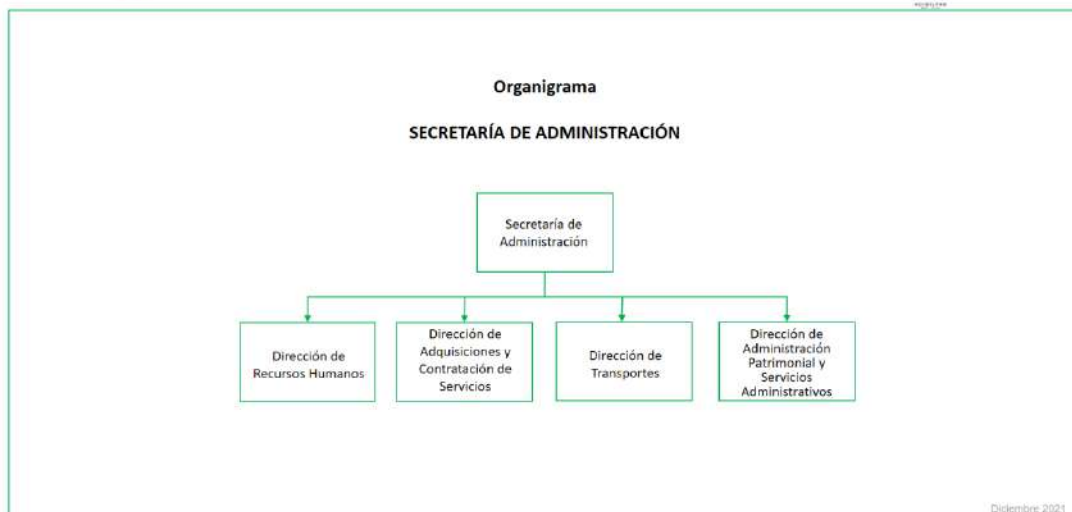 Organigrama
SECRETARÍA DE ADMINISTRACIÓN
Secretaría de
Administración
Dirección de
Recursos Humanos
Dirección de
Adquisiciones y
Contratación de
Servicios
Dirección de
Transportes
Dirección de
Administración
Patrimonial y
Servicios
Administrativos
Diciembre 2021